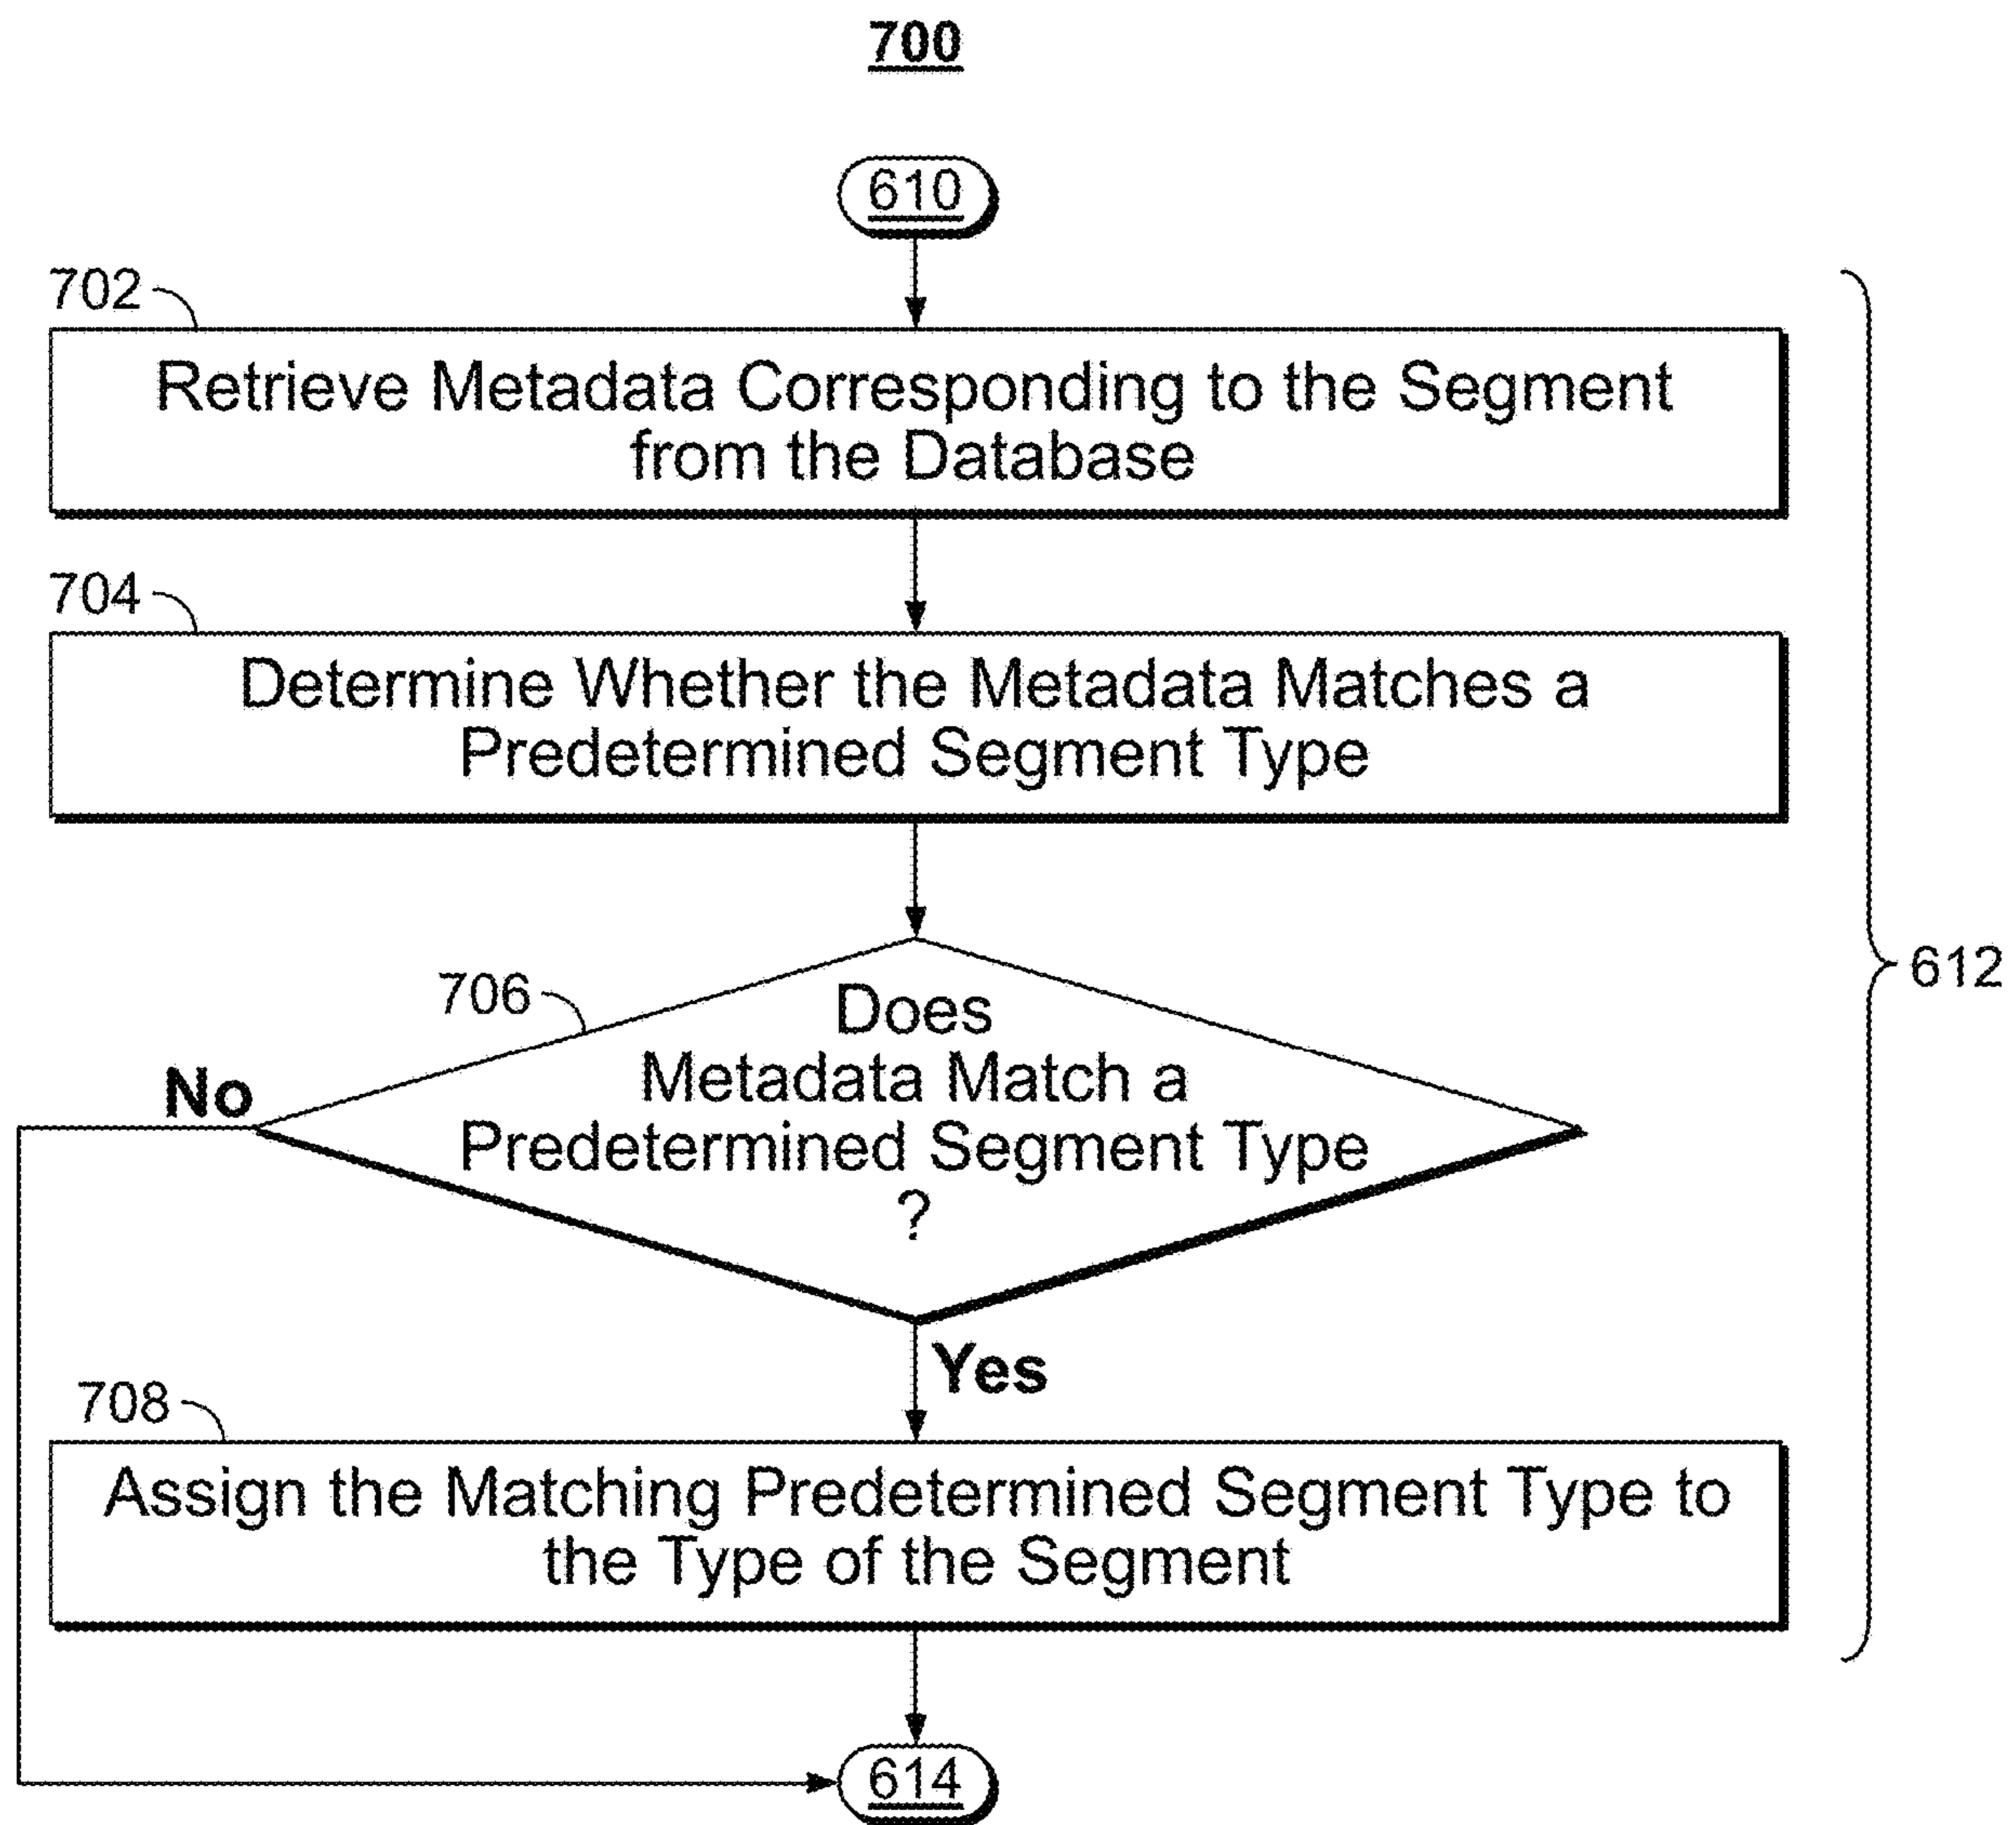 700
610
702
Retrieve Metadata Corresponding to the Segment
from the Database
704
Determine Whether the Metadata Matches a
Predetermined Segment Type
706
Does
Metadata Match a
Predetermined Segment Type
?
No
Yes
612
708
Assign the Matching Predetermined Segment Type to
the Type of the Segment
614